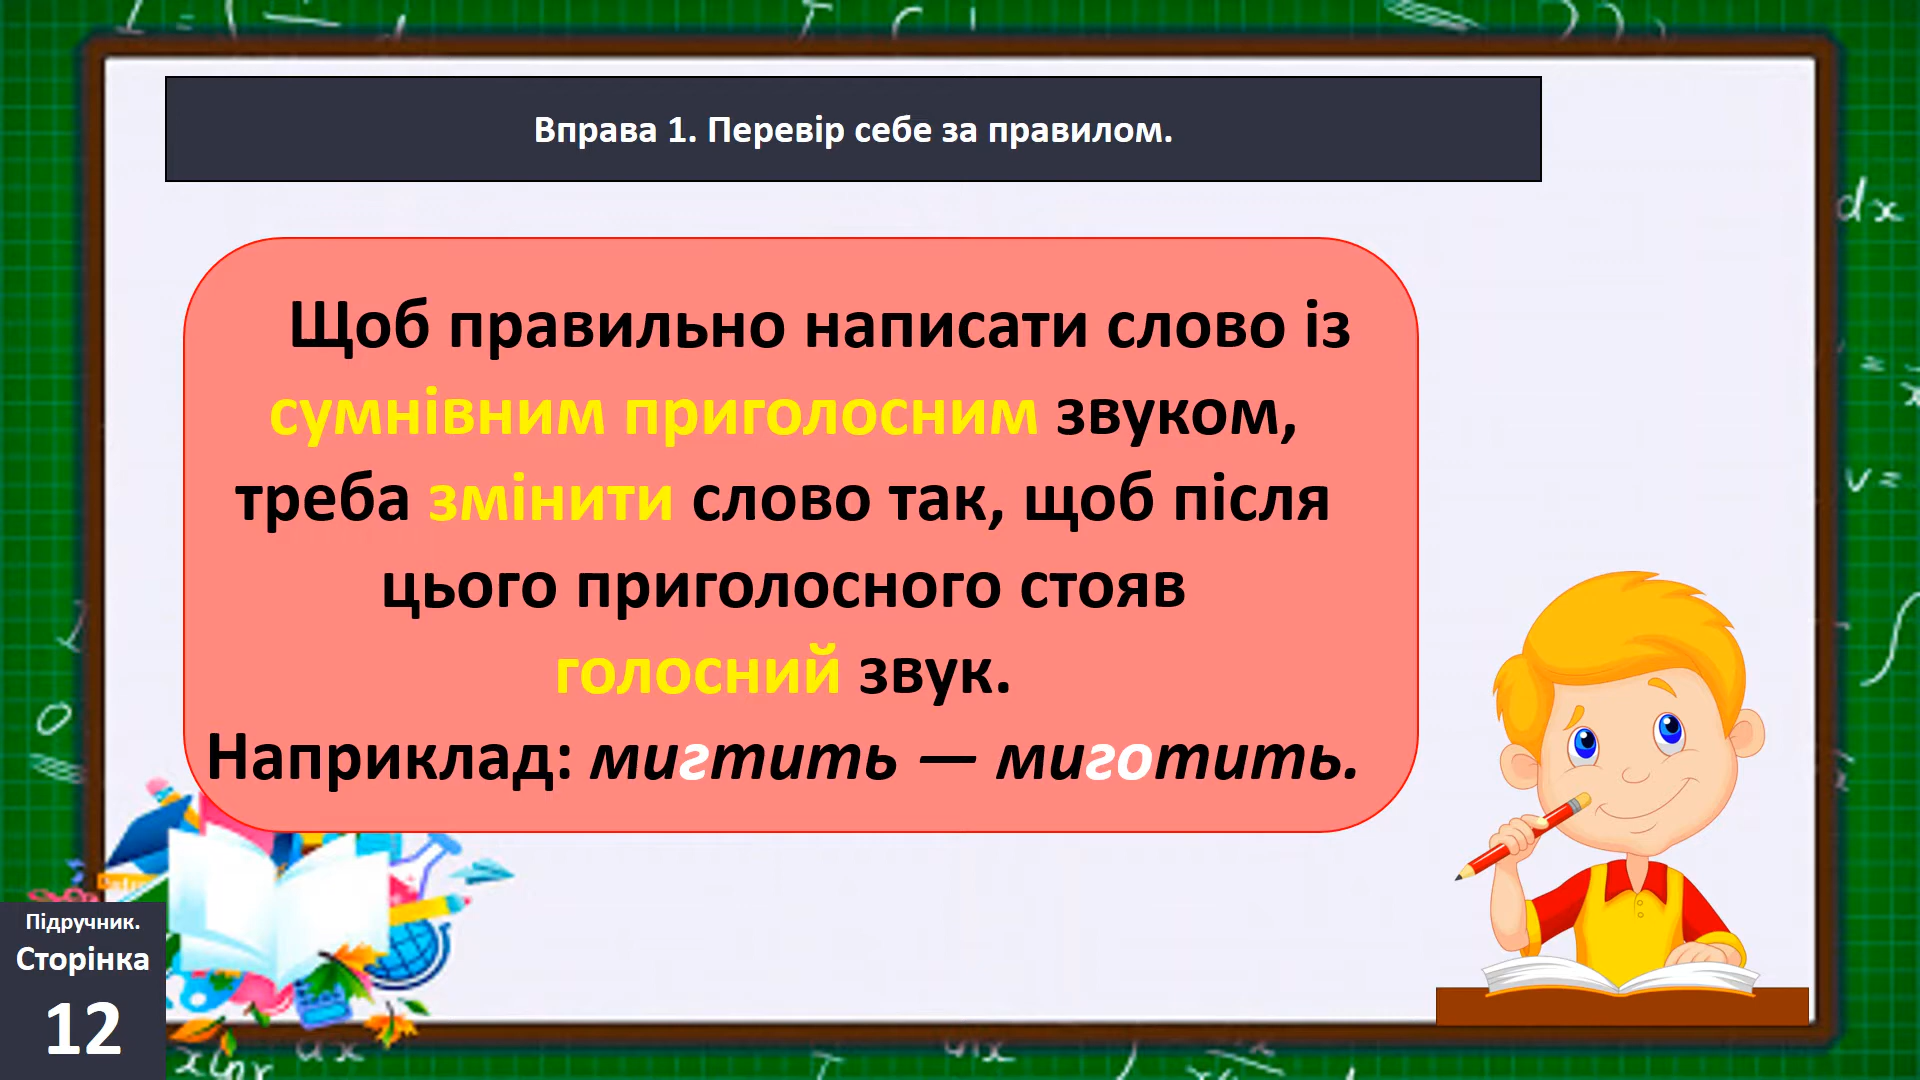 Вправа 1. Перевір себе за правилом.
Щоб правильно написати слово із
сумнівним приголосним звуком,
треба змінити слово так, щоб після
цього приголосного стояв
голосний звук.
Наприклад: мигтить — миготить.
Підручник.
Сторінка
12
dx
v =